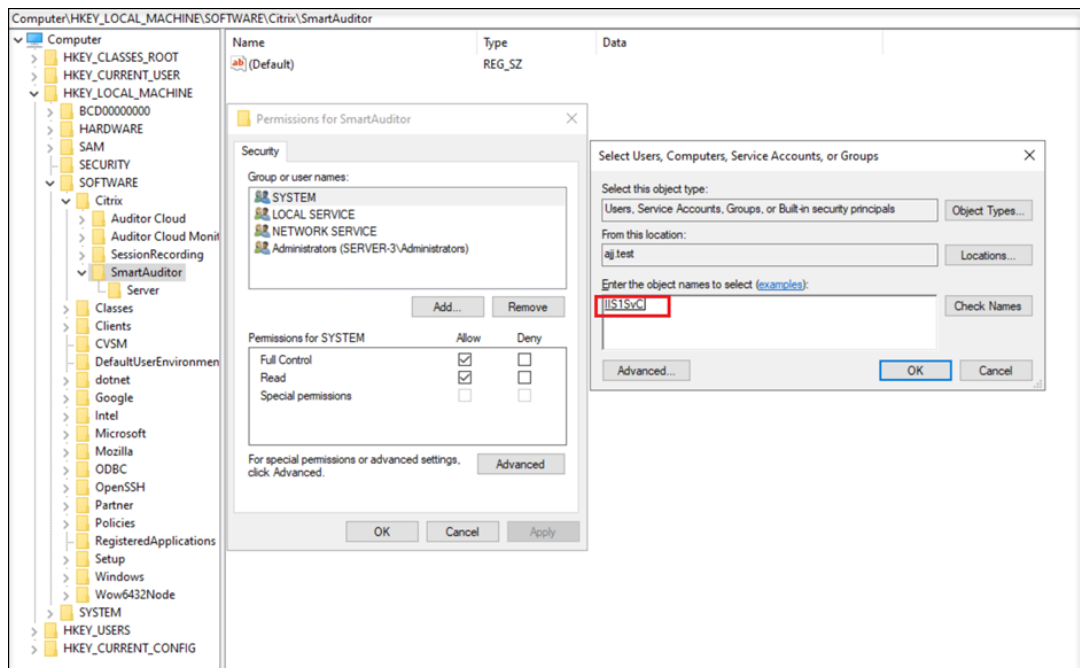 Computer\HKEY_LOCAL_MACHINE\SOFTWARE\Citrix\SmartAuditor
Computer
HKEY_CLASSES_ROOT
HKEY_CURRENT_USER
HKEY_LOCAL_MACHINE
BCD00000000
HARDWARE
SAM
SECURITY
SOFTWARE
Citrix
Auditor Cloud
Auditor Cloud Monit
SessionRecording
SmartAuditor
Server
Classes
Clients
CVSM
DefaultUserEnvironmen
dotnet
Google
Intel
Microsoft
Mozilla
ODBC
OpenSSH
Partner
Policies
RegisteredApplications
Setup
Windows
Wow6432Node
SYSTEM
HKEY_USERS
HKEY_CURRENT_CONFIG
Name Type Data
ab (Default) REG_SZ
Permissions for SmartAuditor
Security
Group or user names:
SYSTEM
LOCAL SERVICE
NETWORK SERVICE
Administrators (SERVER-3\Administrators)
Add... Remove
Permissions for SYSTEM Allow Deny
Full Control
Read
Special permissions
For special permissions or advanced settings,
click Advanced.
Advanced
OK Cancel Apply
Select Users, Computers, Service Accounts, or Groups
Select this object type:
Users, Service Accounts, Groups, or Built-in security principals Object Types...
From this location:
ajj.test Locations...
Enter the object names to select (examples):
IIS1SvC Check Names
Advanced... OK Cancel